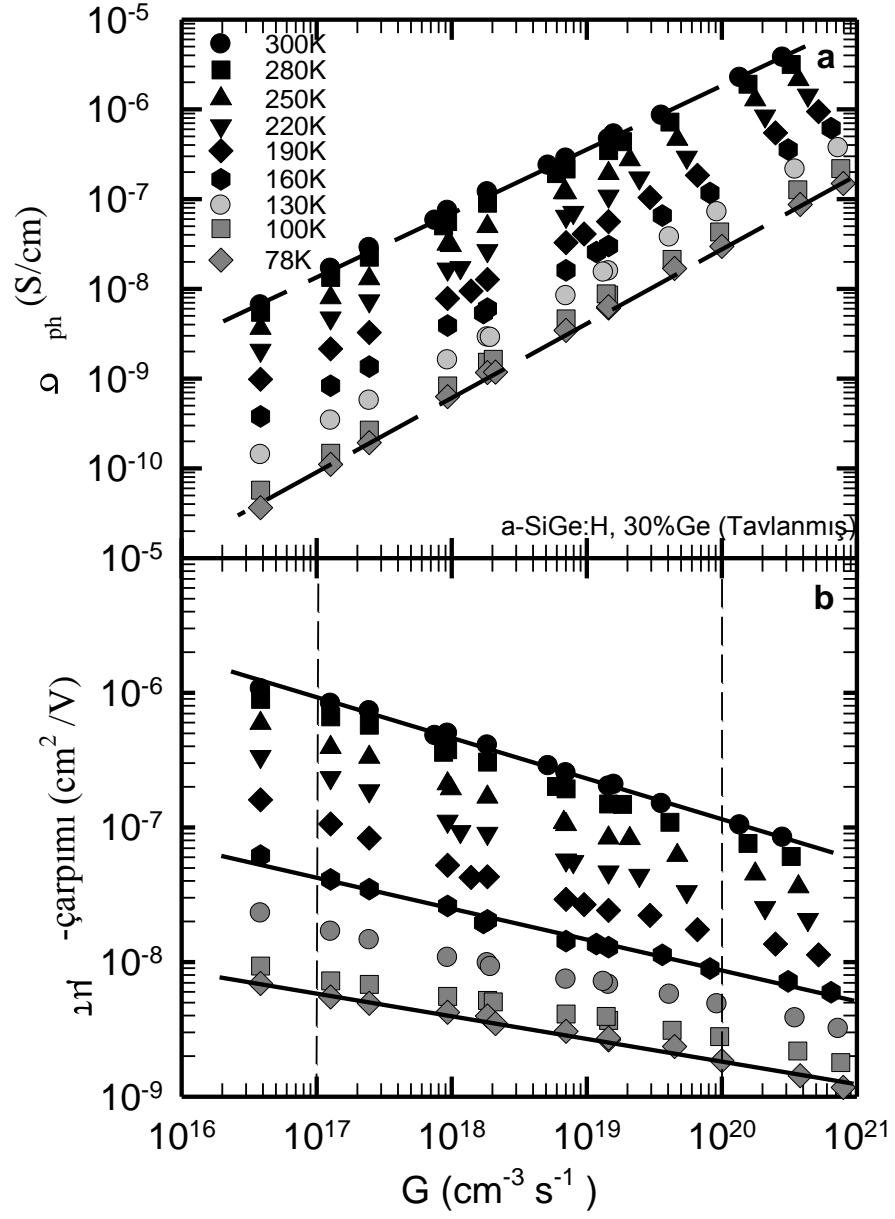 10⁻⁵
a
300K
280K
250K
220K
190K
160K
130K
100K
78K
10⁻⁶
10⁻⁷
10⁻⁸
10⁻⁹
10⁻¹⁰
ph (S/cm)
a-SiGe:H, 30%Ge (Tavlanmış)
10⁻⁵
b
10⁻⁶
10⁻⁷
10⁻⁸
10⁻⁹
-çarpımı (cm² /V)
10¹⁶ 10¹⁷ 10¹⁸ 10¹⁹ 10²⁰ 10²¹
G (cm⁻³ s⁻¹)